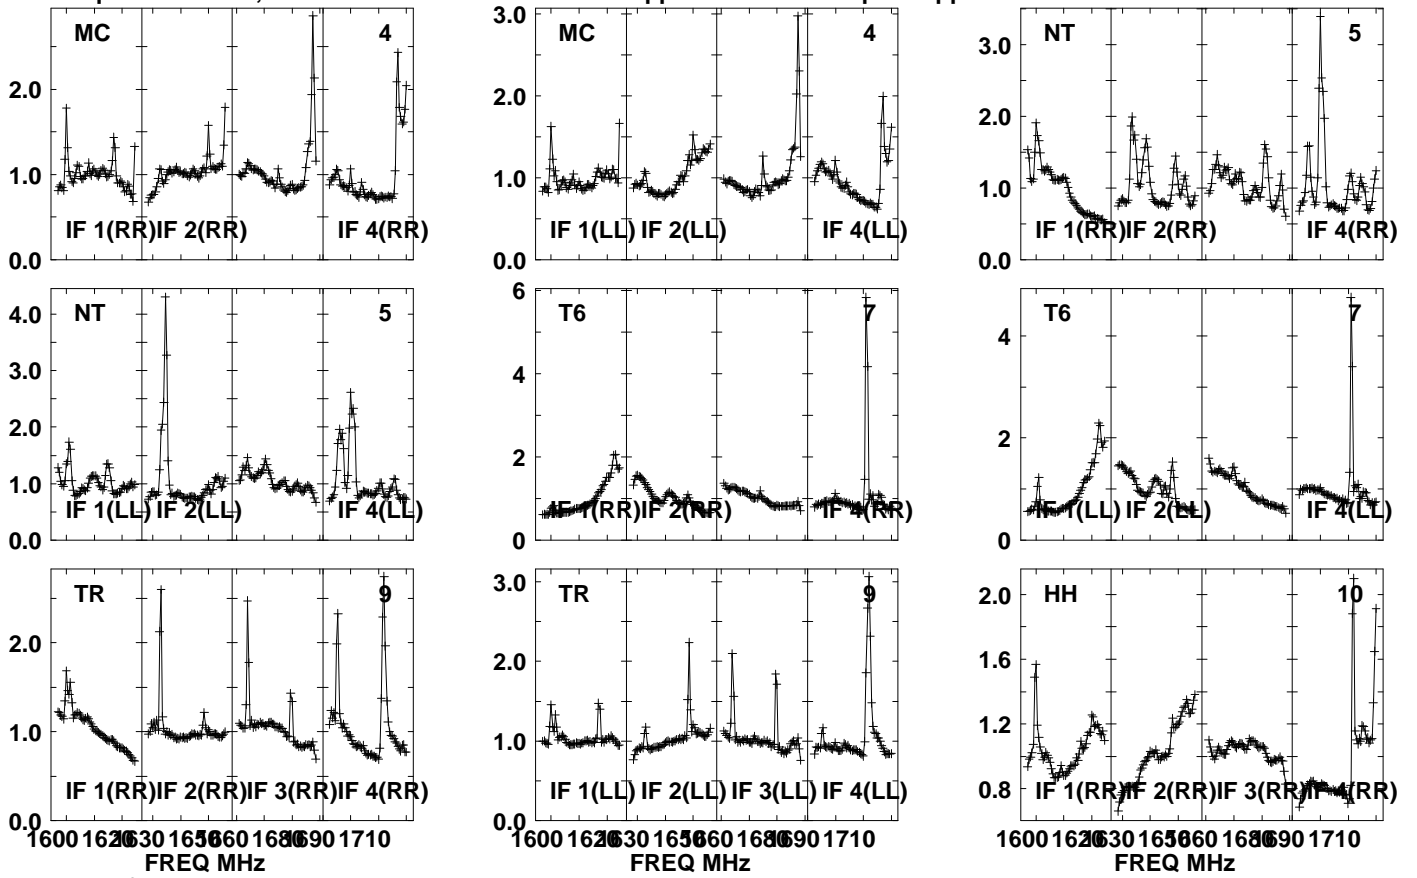 MC 4 MC 4 NT 5
3.0
3.0
2.0 2.0
2.0
1.0 1.0 1.0
IF 1(RR) IF 2(RR) IF 4(RR) IF 1(LL) IF 2(LL) IF 4(LL) IF 1(RR) IF 2(RR) IF 4(RR)
0.0 0.0 0.0
NT 5 T6 7 T6 7
6
4.0
4
3.0 4
2.0
2 2
1.0
IF 1(LL) IF 2(LL) IF 4(LL) IF 1(RR) IF 2(RR) IF 4(RR) IF 1(LL) IF 2(LL) IF 4(LL)
0.0 0 0
TR 9 TR 9 HH 10
3.0 2.0
2.0 1.6
2.0
1.0 1.2
1.0
0.8
IF 1(RR) IF 2(RR) IF 3(RR) IF 4(RR) IF 1(LL) IF 2(LL) IF 3(LL) IF 4(LL) IF 1(RR) IF 2(RR) IF 3(RR) IF 4(RR)
0.0 0.0
1600 1620 1630 1650 1660 1680 1690 1710 1600 1620 1630 1650 1660 1680 1690 1710 1600 1620 1630 1650 1660 1680 1690 1710
FREQ MHz FREQ MHz FREQ MHz